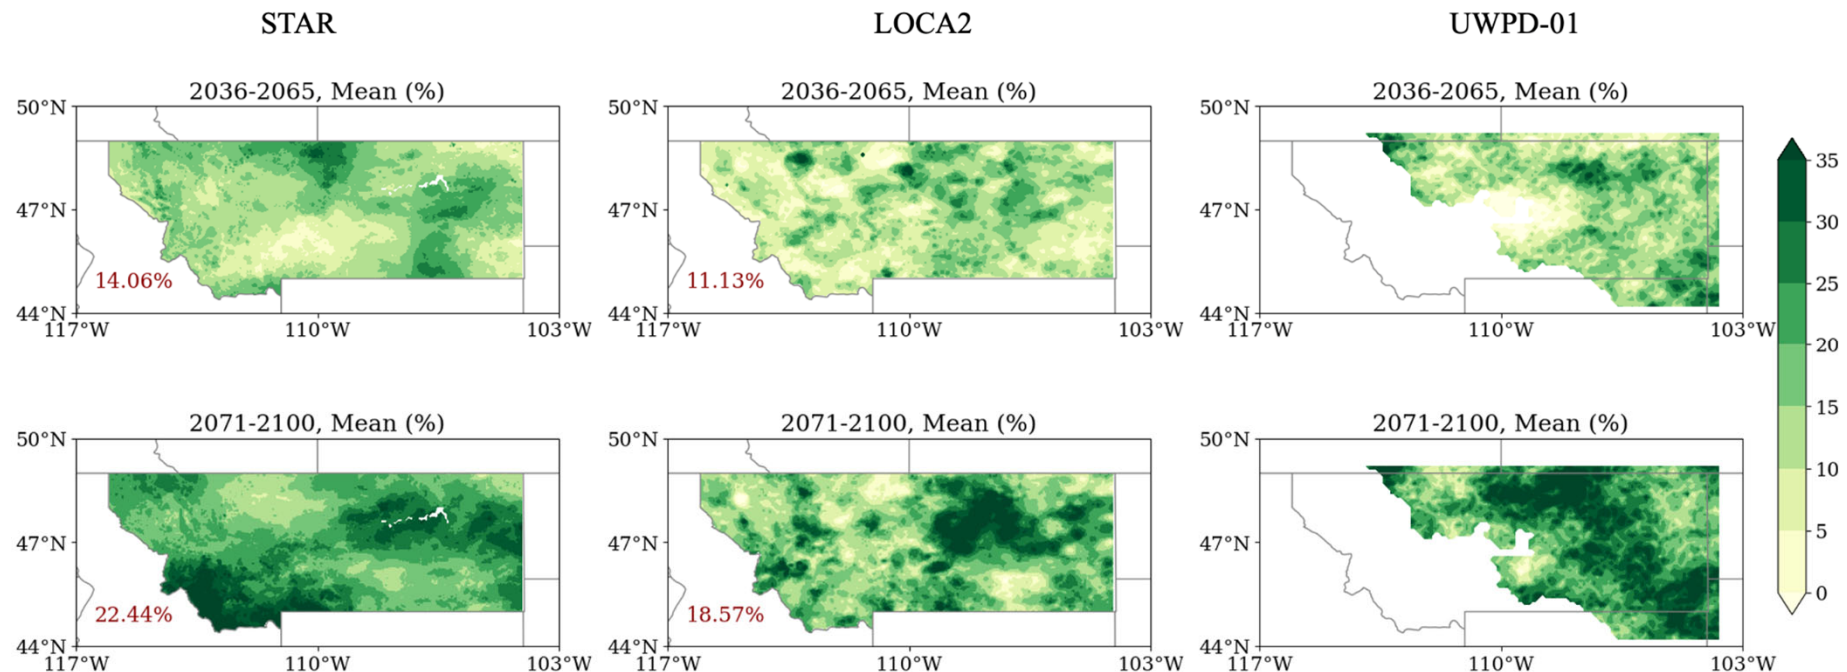 STAR LOCA2 UWPD-01
2036-2065, Mean (%) 2036-2065, Mean (%) 2036-2065, Mean (%)
50°N 50°N 50°N
35
30
47°N 47°N 47°N
25
14.06% 11.13%
20
44°N 44°N 44°N
117°W 110°W 103°W 117°W 110°W 103°W 117°W 110°W 103°W
15
2071-2100, Mean (%) 2071-2100, Mean (%) 2071-2100, Mean (%)
50°N 50°N 50°N
10
5
47°N 47°N 47°N
0
22.44% 18.57%
44°N 44°N 44°N
117°W 110°W 103°W 117°W 110°W 103°W 117°W 110°W 103°W